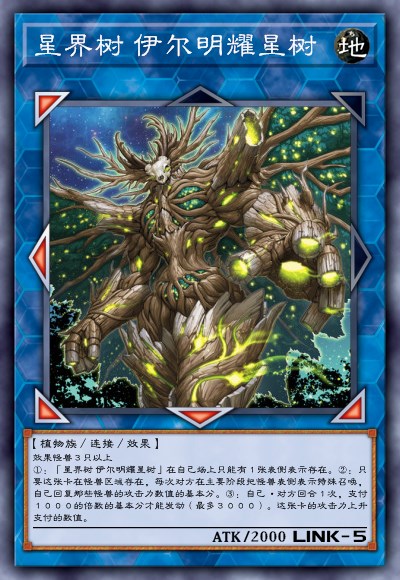 星界树 伊尔明耀星树
地
【植物族／连接／效果】
效果怪兽３只以上
①：「星界树 伊尔明耀星树」在自己场上只能有１张表侧表示存在。②：只
要这张卡在怪兽区域存在，每次对方在主要阶段把怪兽表侧表示特殊召唤，
自己回复那些怪兽的攻击力数值的基本分。③：自己·对方回合１次，支付
１０００的倍数的基本分才能发动（最多３０００）。这张卡的攻击力上升
支付的数值。
ATK/2000 LINK-5